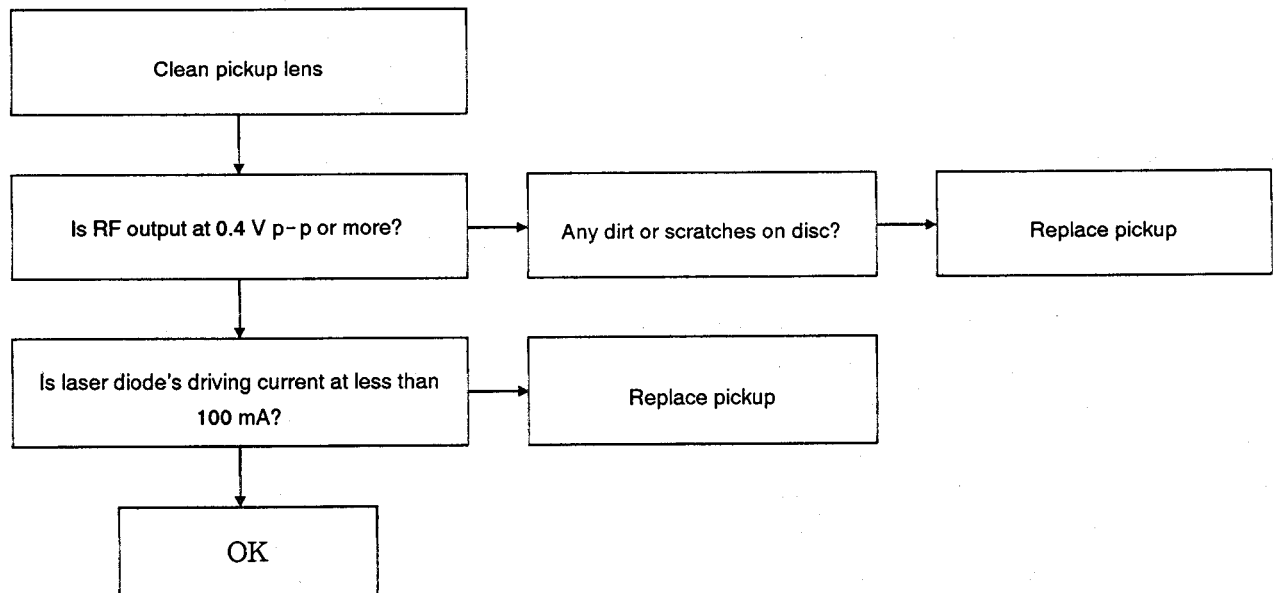 Clean pickup lens
Is RF output at 0.4 V p-p or more?
Any dirt or scratches on disc?
Replace pickup
Is laser diode's driving current at less than
100 mA?
Replace pickup
OK